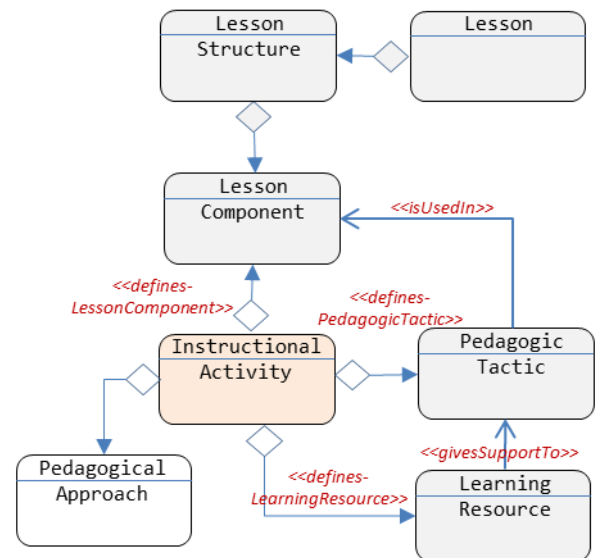 Lesson
Structure
Lesson
Lesson
Component
<<isUsedIn>>
<<defines-
LessonComponent>>
<<defines-
PedagogicTactic>>
Instructional
Activity
Pedagogic
Tactic
Pedagogical
Approach
<<defines-
LearningResource>>
<<givesSupportTo>>
Learning
Resource